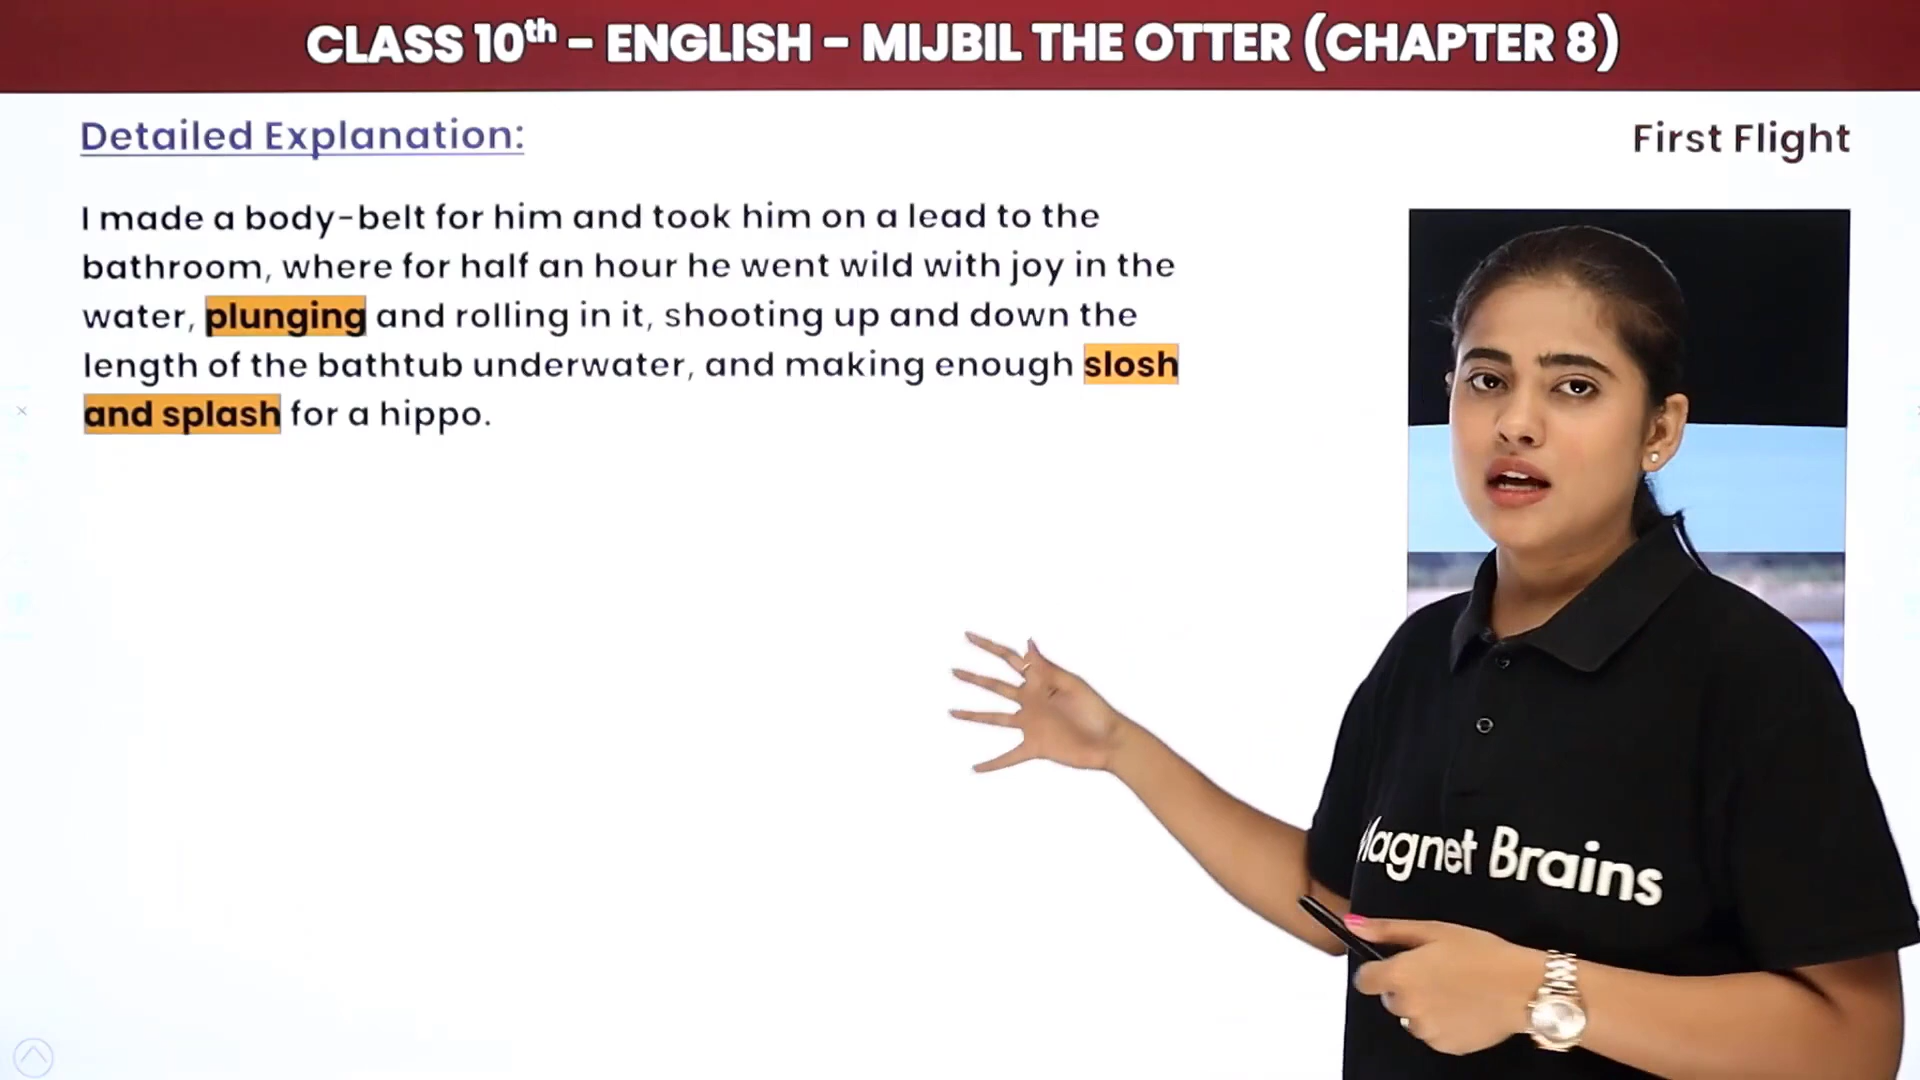 CLASS 10th - ENGLISH - MIJBIL THE OTTER (CHAPTER 8)
Detailed Explanation:
First Flight
I made a body-belt for him and took him on a lead to the
bathroom, where for half an hour he went wild with joy in the
water, plunging and rolling in it, shooting up and down the
length of the bathtub underwater, and making enough slosh
and splash for a hippo.
Magnet Brains